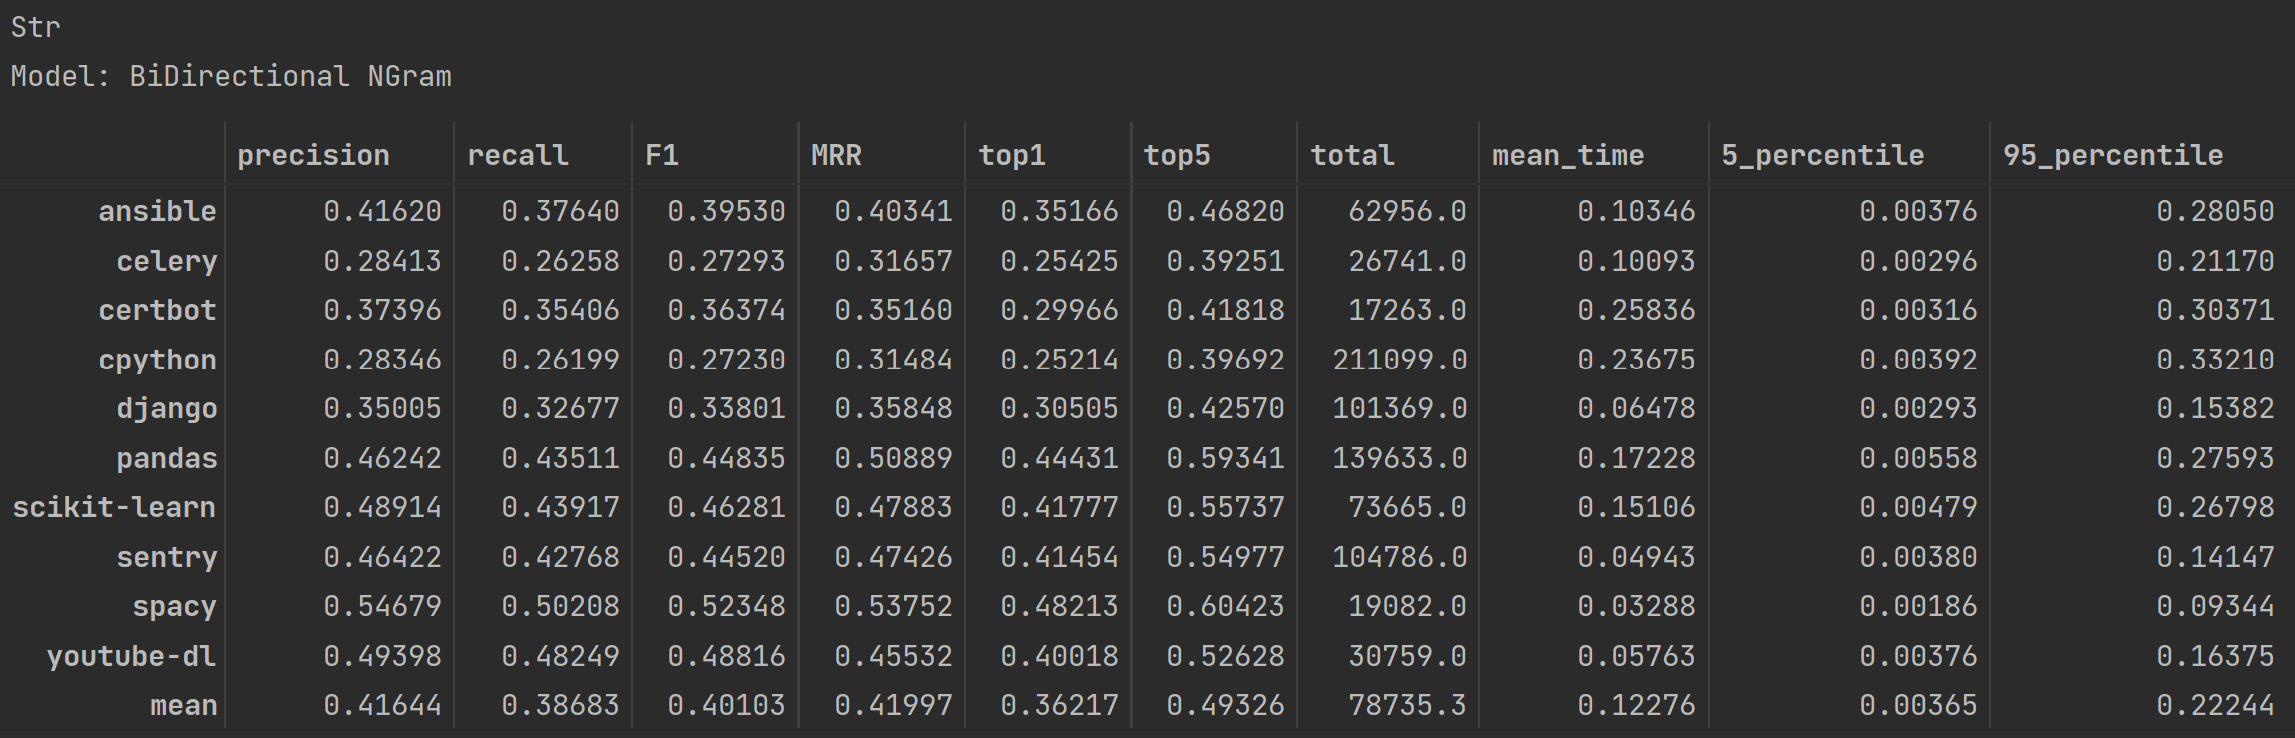 Str
Model: BiDirectional NGram
precision recall F1 MRR top1 top5 total mean_time 5_percentile 95_percentile
ansible 0.41620 0.37640 0.39530 0.40341 0.35166 0.46820 62956.0 0.10346 0.00376 0.28050
celery 0.28413 0.26258 0.27293 0.31657 0.25425 0.39251 26741.0 0.10093 0.00296 0.21170
certbot 0.37396 0.35406 0.36374 0.35160 0.29966 0.41818 17263.0 0.25836 0.00316 0.30371
cpython 0.28346 0.26199 0.27230 0.31484 0.25214 0.39692 211099.0 0.23675 0.00392 0.33210
django 0.35005 0.32677 0.33801 0.35848 0.30505 0.42570 101369.0 0.06478 0.00293 0.15382
pandas 0.46242 0.43511 0.44835 0.50889 0.44431 0.59341 139633.0 0.17228 0.00558 0.27593
scikit-learn 0.48914 0.43917 0.46281 0.47883 0.41777 0.55737 73665.0 0.15106 0.00479 0.26798
sentry 0.46422 0.42768 0.44520 0.47426 0.41454 0.54977 104786.0 0.04943 0.00380 0.14147
spacy 0.54679 0.50208 0.52348 0.53752 0.48213 0.60423 19082.0 0.03288 0.00186 0.09344
youtube-dl 0.49398 0.48249 0.48816 0.45532 0.40018 0.52628 30759.0 0.05763 0.00376 0.16375
mean 0.41644 0.38683 0.40103 0.41997 0.36217 0.49326 78735.3 0.12276 0.00365 0.22244